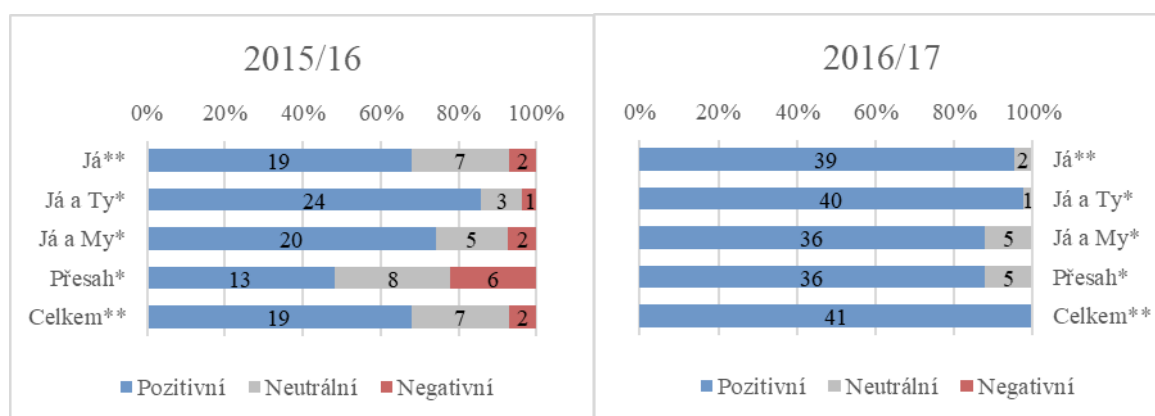 2015/16
0% 20% 40% 60% 80% 100%
Já** 19 7 2
Já a Ty* 24 3 1
Já a My* 20 5 2
Přesah* 13 8 6
Celkem** 19 7 2
Pozitivní Neutrální Negativní
2016/17
0% 20% 40% 60% 80% 100%
39 2 Já**
40 1 Já a Ty*
36 5 Já a My*
36 5 Přesah*
41 Celkem**
Pozitivní Neutrální Negativní